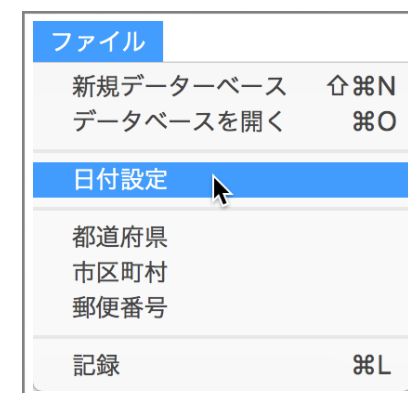 ファイル
新規データーベース ⇧⌘N
データベースを開く ⌘O
日付設定
都道府県
市区町村
郵便番号
記録 ⌘L